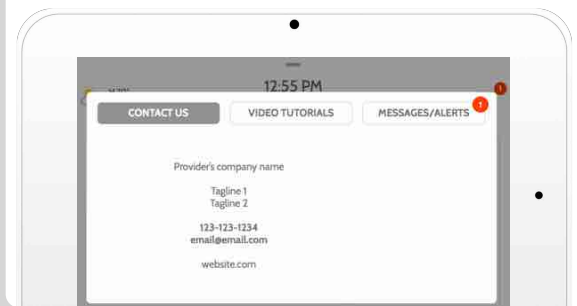 12:55 PM
1
CONTACT US
VIDEO TUTORIALS
MESSAGES/ALERTS
1
Provider's company name
Tagline 1
Tagline 2
123-123-1234
email@email.com
website.com